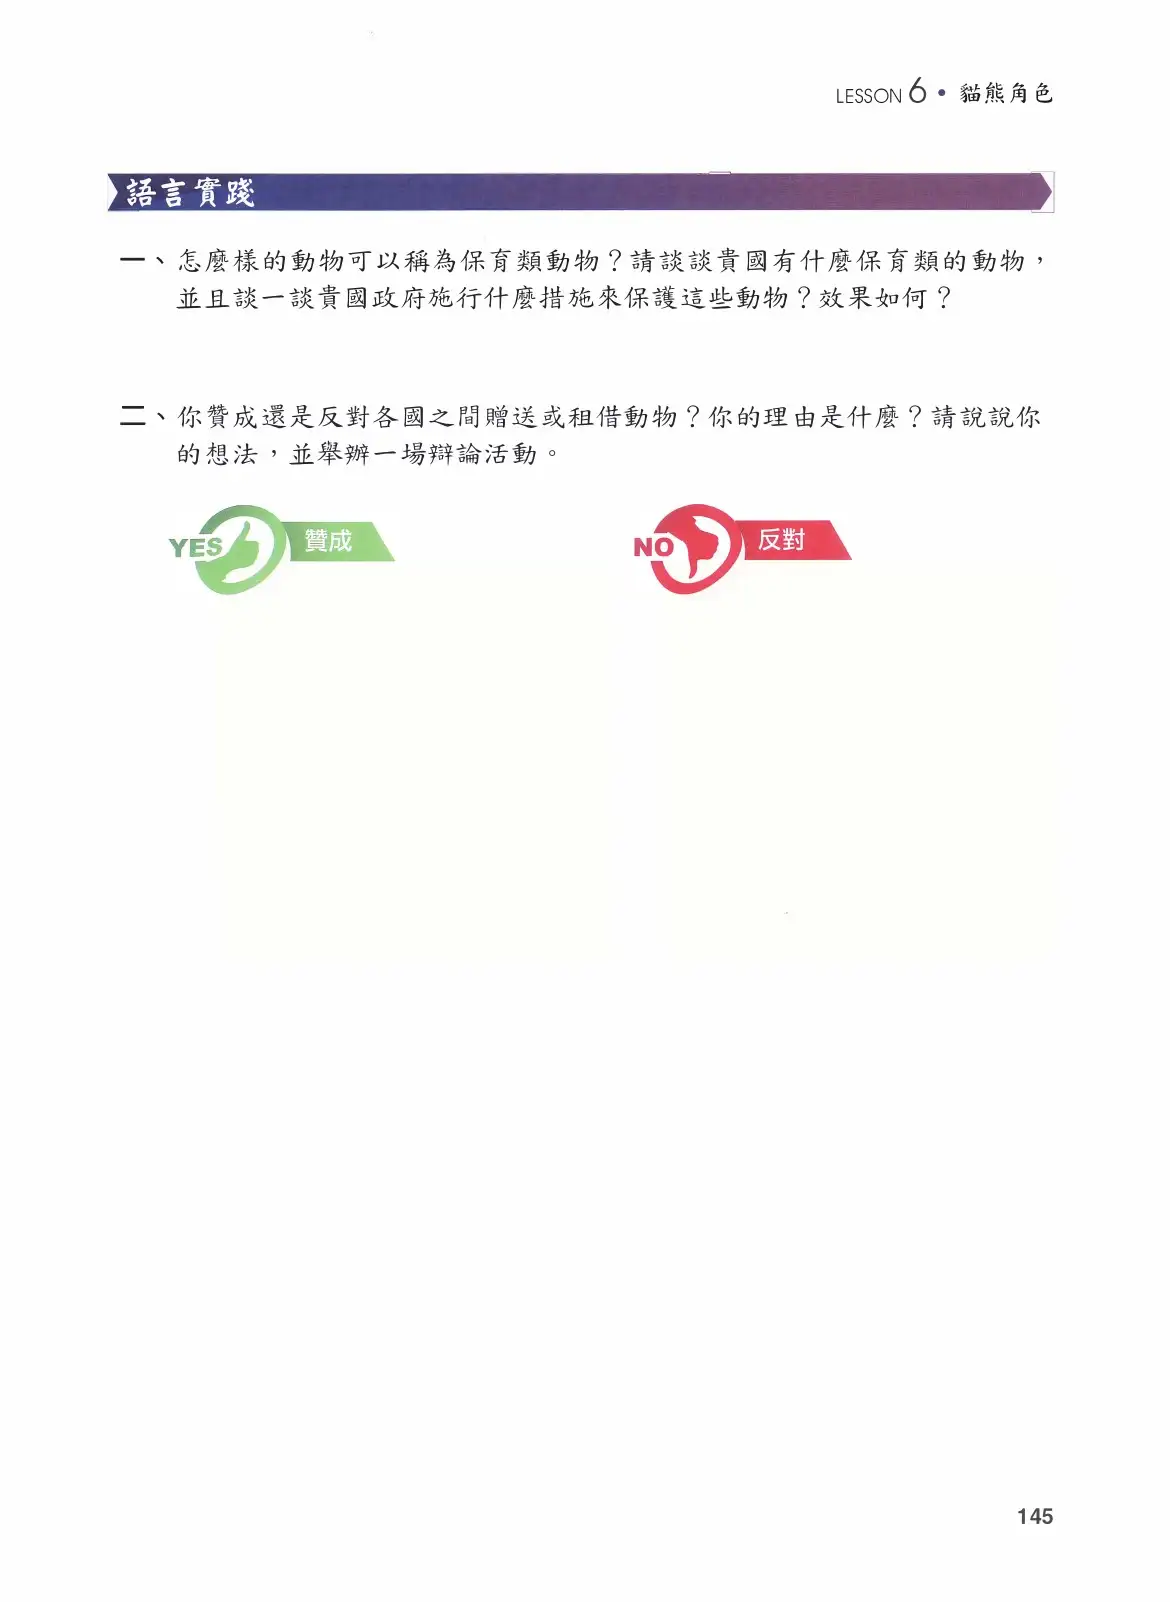 LESSON 6 • 貓熊角色
語言實踐
一、怎麼樣的動物可以稱為保育類動物？請談談貴國有什麼保育類的動物，
並且談一談貴國政府施行什麼措施來保護這些動物？效果如何？
二、你贊成還是反對各國之間贈送或租借動物？你的理由是什麼？請說說你
的想法，並舉辦一場辯論活動。
YES 贊成
NO 反對
145